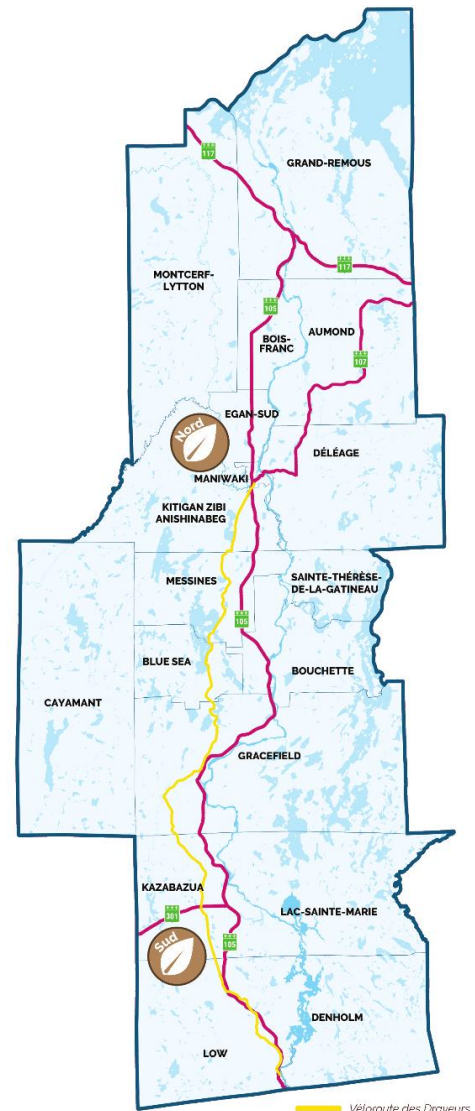 GRAND-REMOUS
117
MONTCERF-
LYTTON
117
105
BOIS-
FRANC
AUMOND
107
EGAN-SUD
Nord
DÉLÉAGE
MANIWAKI
KITIGAN ZIBI
ANISHINABEG
MESSINES
SAINTE-THÉRÈSE-
DE-LA-GATINEAU
105
BLUE SEA
BOUCHETTE
CAYAMANT
GRACEFIELD
KAZABAZUA
301
LAC-SAINTE-MARIE
Sud
105
DENHOLM
LOW
Véloroute des Draveurs